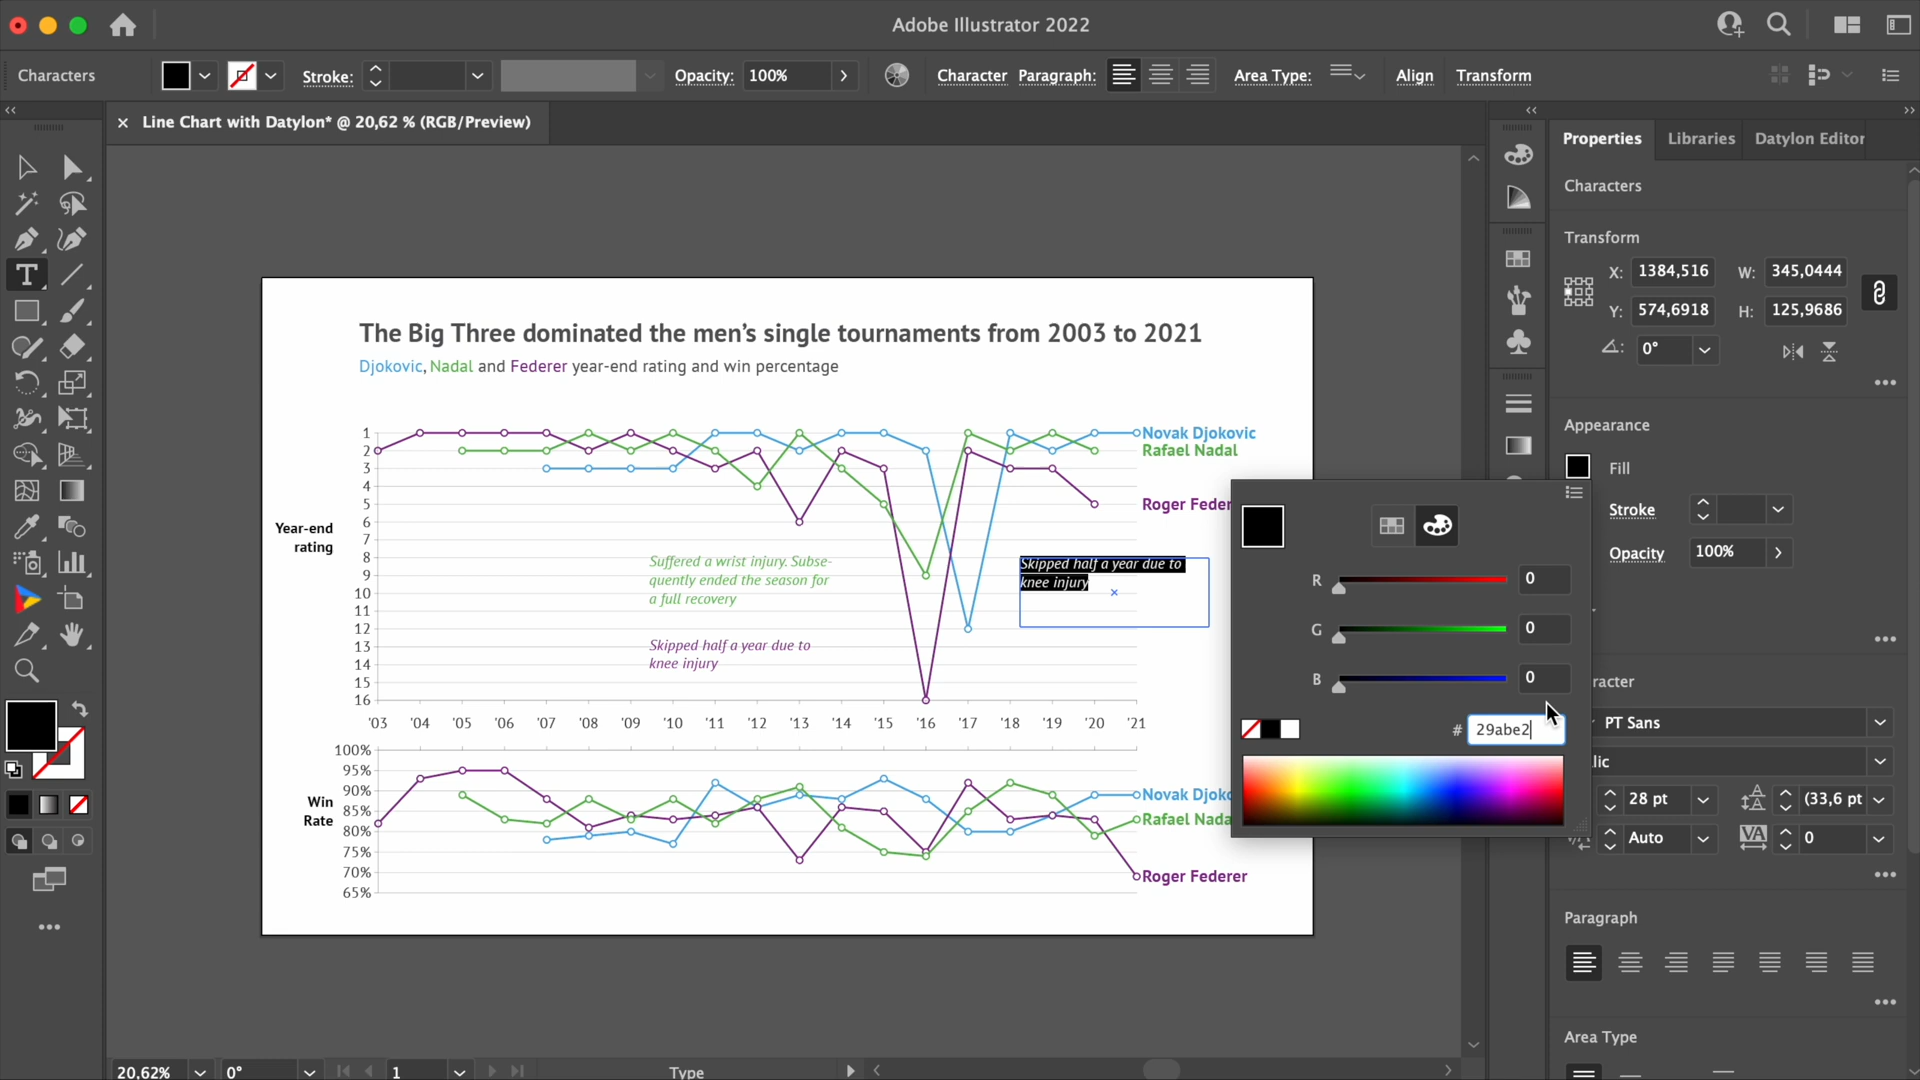 Adobe Illustrator 2022
Characters
Stroke:
Opacity: 100%
Character Paragraph:
Area Type:
Align
Transform
× Line Chart with Datylon* @ 20,62 % (RGB/Preview)
Properties Libraries Datylon Editor
Characters
Transform
X: 1384,516 W: 345,0444
Y: 574,6918 H: 125,9686
0°
Appearance
Fill
Stroke
Opacity 100%
The Big Three dominated the men's single tournaments from 2003 to 2021
Djokovic, Nadal and Federer year-end rating and win percentage
Year-end
rating
1
2
3
4
5
6
7
8
9
10
11
12
13
14
15
16
Novak Djokovic
Rafael Nadal
Roger Feder
Suffered a wrist injury. Subse-
quently ended the season for
a full recovery
Skipped half a year due to
knee injury
Skipped half a year due to
knee injury
'03 '04 '05 '06 '07 '08 '09 '10 '11 '12 '13 '14 '15 '16 '17 '18 '19 '20 '21
Win
Rate
100%
95%
90%
85%
80%
75%
70%
65%
Novak Djoko
Rafael Nada
Roger Federer
R 0
G 0
B 0
# 29abe2
racter
PT Sans
lic
28 pt (33,6 pt
Auto VA 0
Paragraph
Area Type
20,62% 0° 1 Type